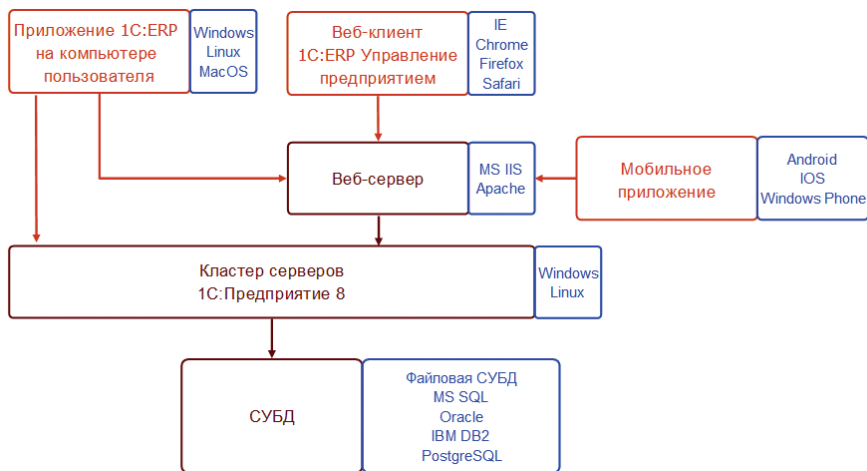 Приложение 1С:ERP
на компьютере
пользователя
Windows
Linux
MacOS
Веб-клиент
1С:ERP Управление
предприятием
IE
Chrome
Firefox
Safari
Веб-сервер
MS IIS
Apache
Мобильное
приложение
Android
IOS
Windows Phone
Кластер серверов
1С:Предприятие 8
Windows
Linux
СУБД
Файловая СУБД
MS SQL
Oracle
IBM DB2
PostgreSQL